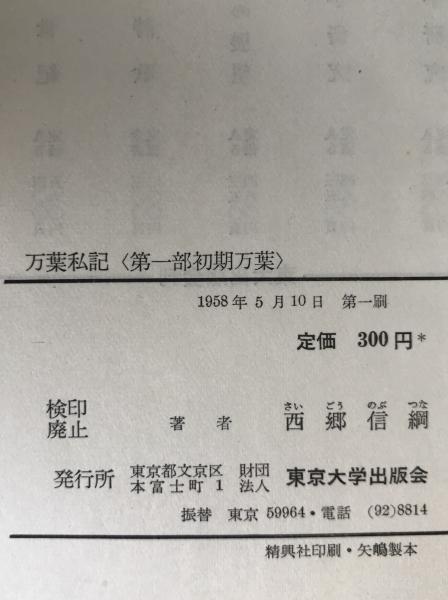 万葉私記〈第一部初期万葉〉
1958年5月10日 第一刷
定価 300円*
検印廃止 著者 西郷信綱
さい ごう のぶ つな
発行所 東京都文京区本富士町1 財団法人 東京大学出版会
振替 東京 59964・電話 (92)8814
精興社印刷・矢嶋製本